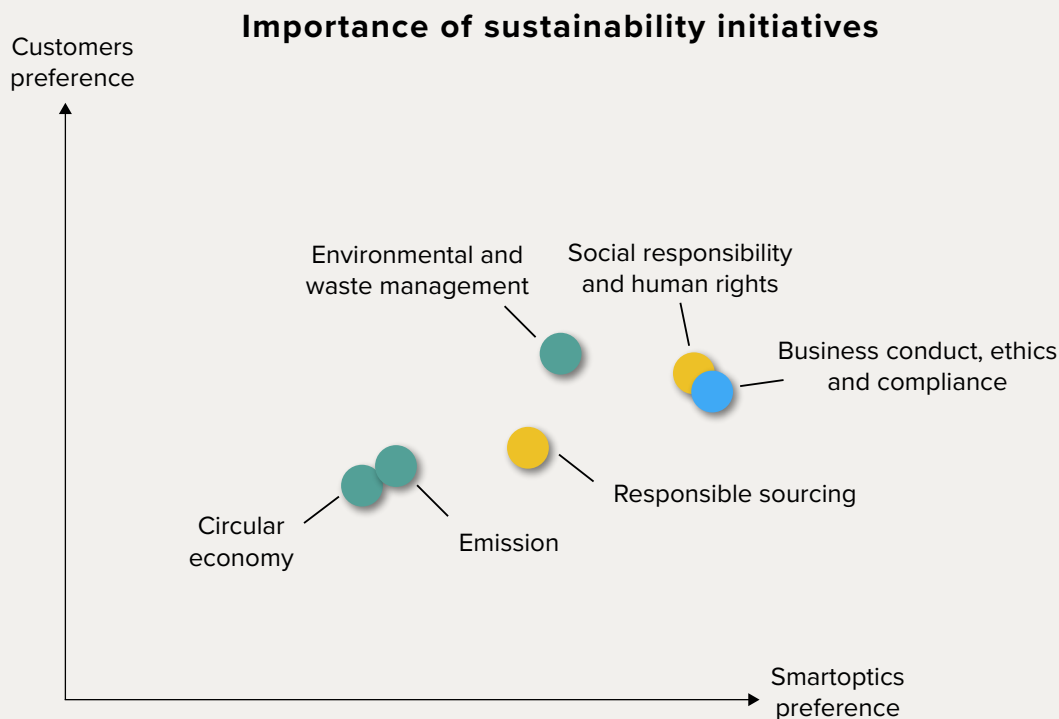 Importance of sustainability initiatives
Customers
preference
Environmental and
waste management
Social responsibility
and human rights
Business conduct, ethics
and compliance
Responsible sourcing
Circular
economy
Emission
Smartoptics
preference